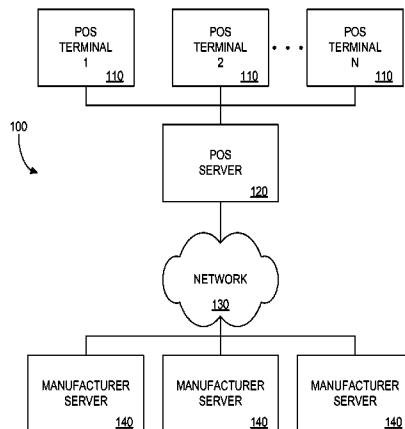 POS
TERMINAL
1
110
POS
TERMINAL
2
110
• • •
POS
TERMINAL
N
110
100
POS
SERVER
120
NETWORK
130
MANUFACTURER
SERVER
140
MANUFACTURER
SERVER
140
MANUFACTURER
SERVER
140